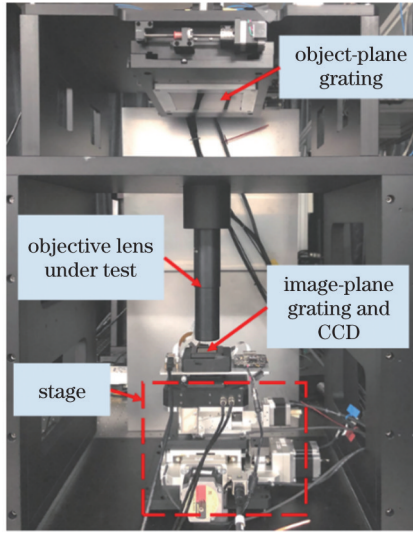 object-plane
grating
objective lens
under test
image-plane
grating and
CCD
stage